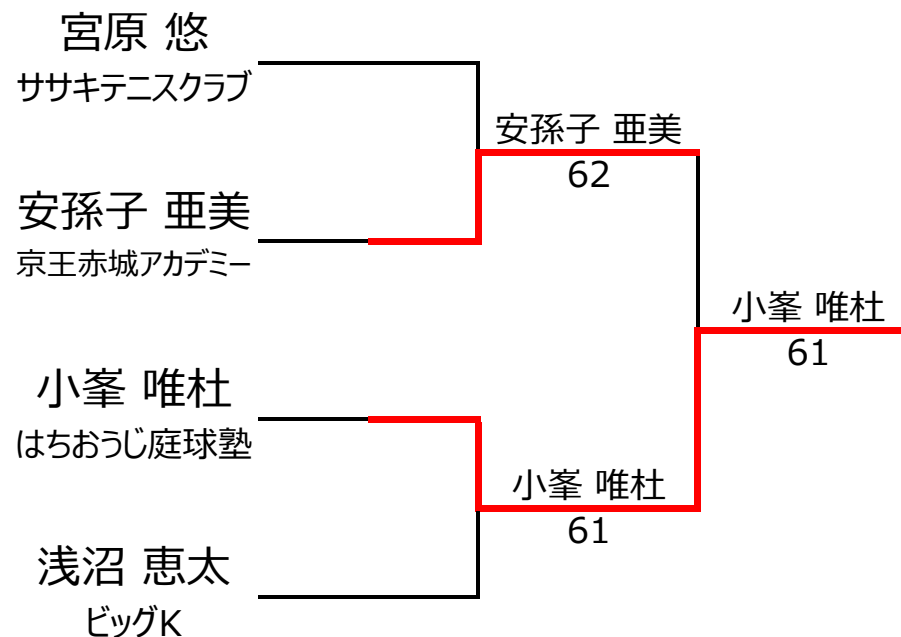 宮原 悠
ササキテニスクラブ
安孫子 亜美
62
安孫子 亜美
京王赤城アカデミー
小峯 唯杜
61
小峯 唯杜
はちおうじ庭球塾
小峯 唯杜
61
浅沼 恵太
ビッグK